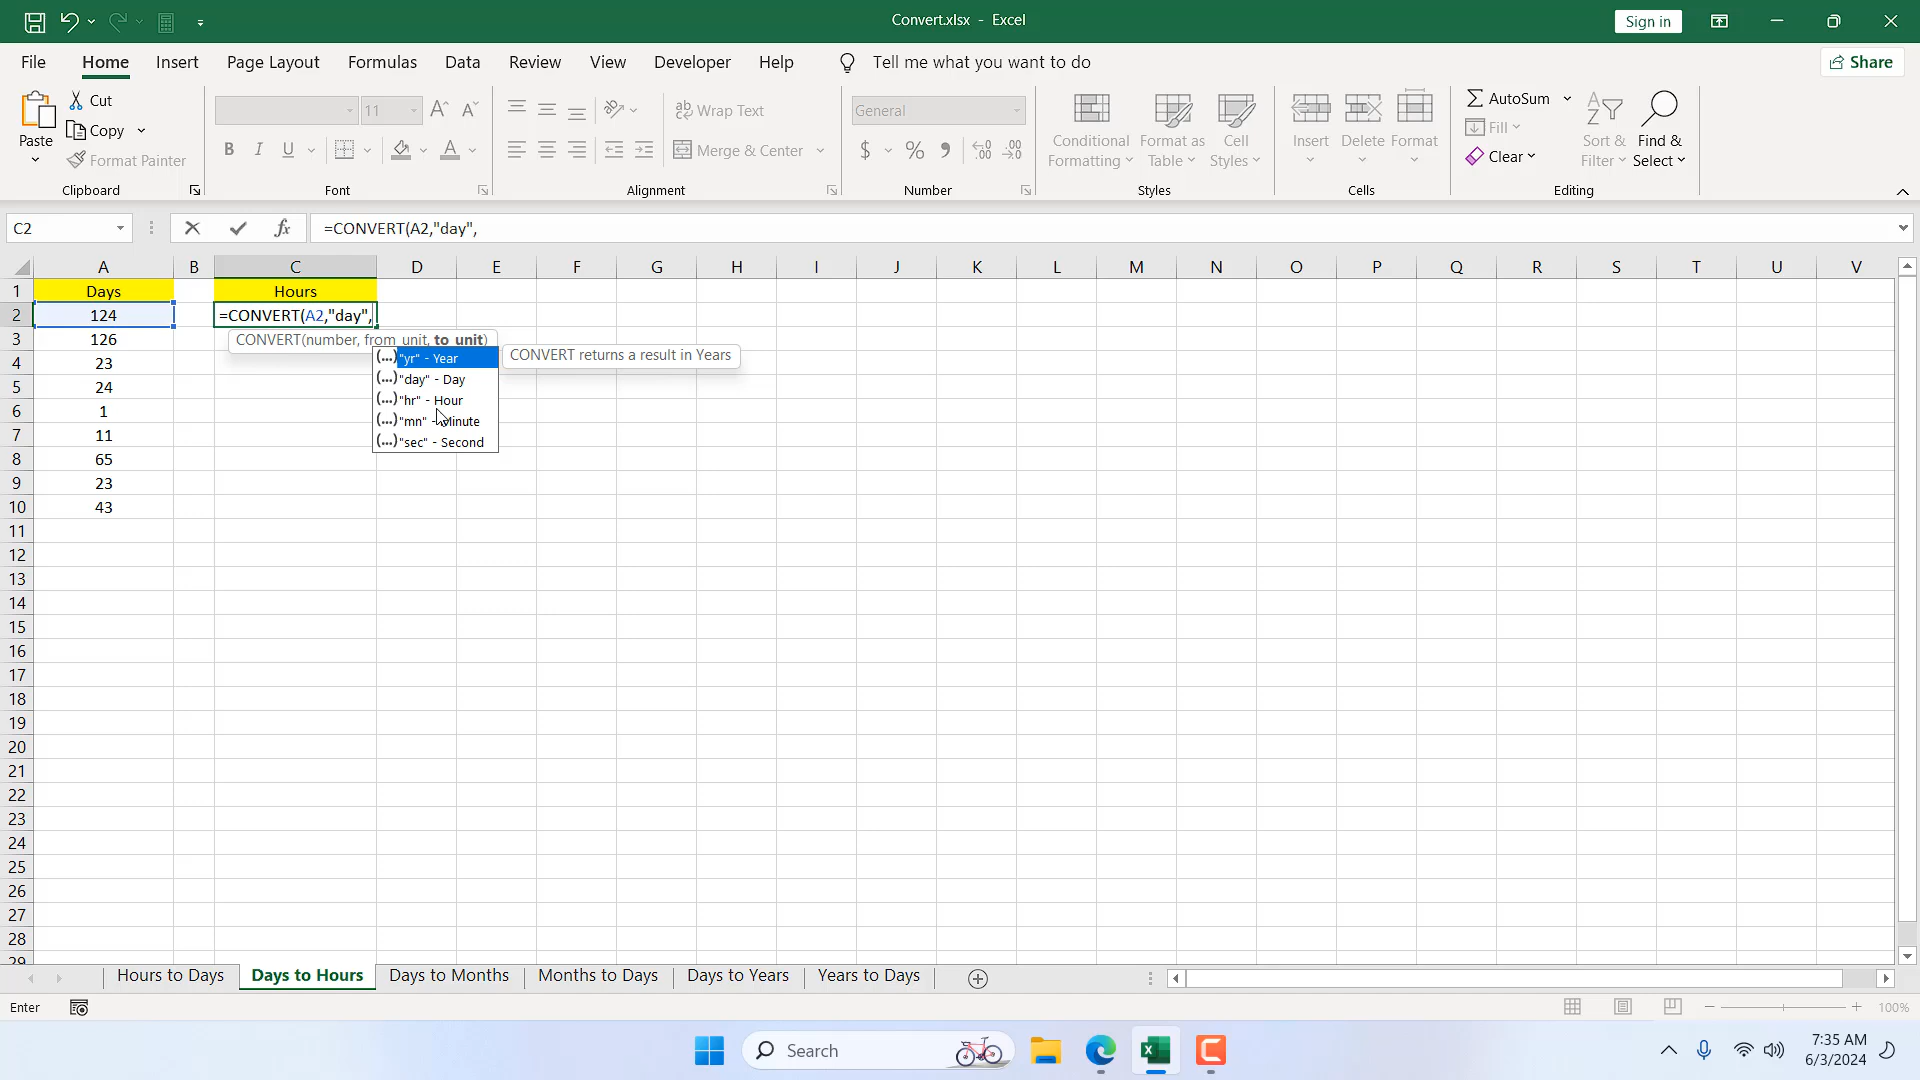 Convert.xlsx - Excel
Sign in
File Home Insert Page Layout Formulas Data Review View Developer Help Tell me what you want to do Share
Paste
Cut
Copy
Format Painter
Clipboard
11
B I U
Font
Wrap Text
Merge & Center
Alignment
General
$ % ,
Number
Conditional Formatting
Format as Table
Cell Styles
Styles
Insert Delete Format
Cells
AutoSum
Fill
Clear
Sort & Filter
Find & Select
Editing
C2 fx =CONVERT(A2,"day",
A B C D E F G H I J K L M N O P Q R S T U V
1 Days Hours
2 124 =CONVERT(A2,"day",
3 126
4 23
5 24
6 1
7 11
8 65
9 23
10 43
11
12
13
14
15
16
17
18
19
20
21
22
23
24
25
26
27
28
29
CONVERT(number, from_unit, to_unit)
(...) "yr" - Year
(...) "day" - Day
(...) "hr" - Hour
(...) "mn" - Minute
(...) "sec" - Second
CONVERT returns a result in Years
Hours to Days Days to Hours Days to Months Months to Days Days to Years Years to Days
Enter
100%
Search
7:35 AM
6/3/2024